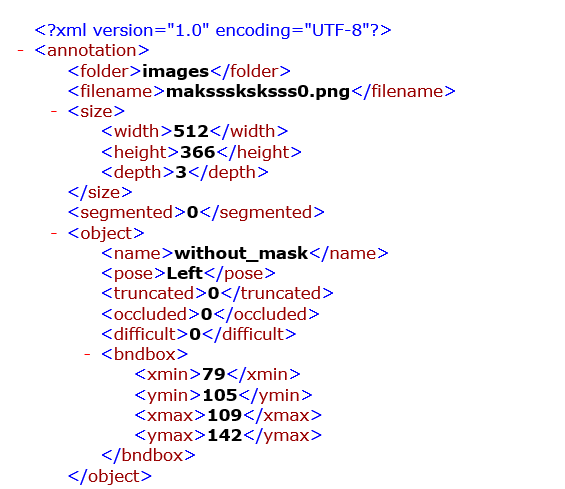 <?xml version="1.0" encoding="UTF-8"?>
- <annotation>
<folder>images</folder>
<filename>maksssksksss0.png</filename>
- <size>
<width>512</width>
<height>366</height>
<depth>3</depth>
</size>
<segmented>0</segmented>
- <object>
<name>without_mask</name>
<pose>Left</pose>
<truncated>0</truncated>
<occluded>0</occluded>
<difficult>0</difficult>
- <bndbox>
<xmin>79</xmin>
<ymin>105</ymin>
<xmax>109</xmax>
<ymax>142</ymax>
</bndbox>
</object>